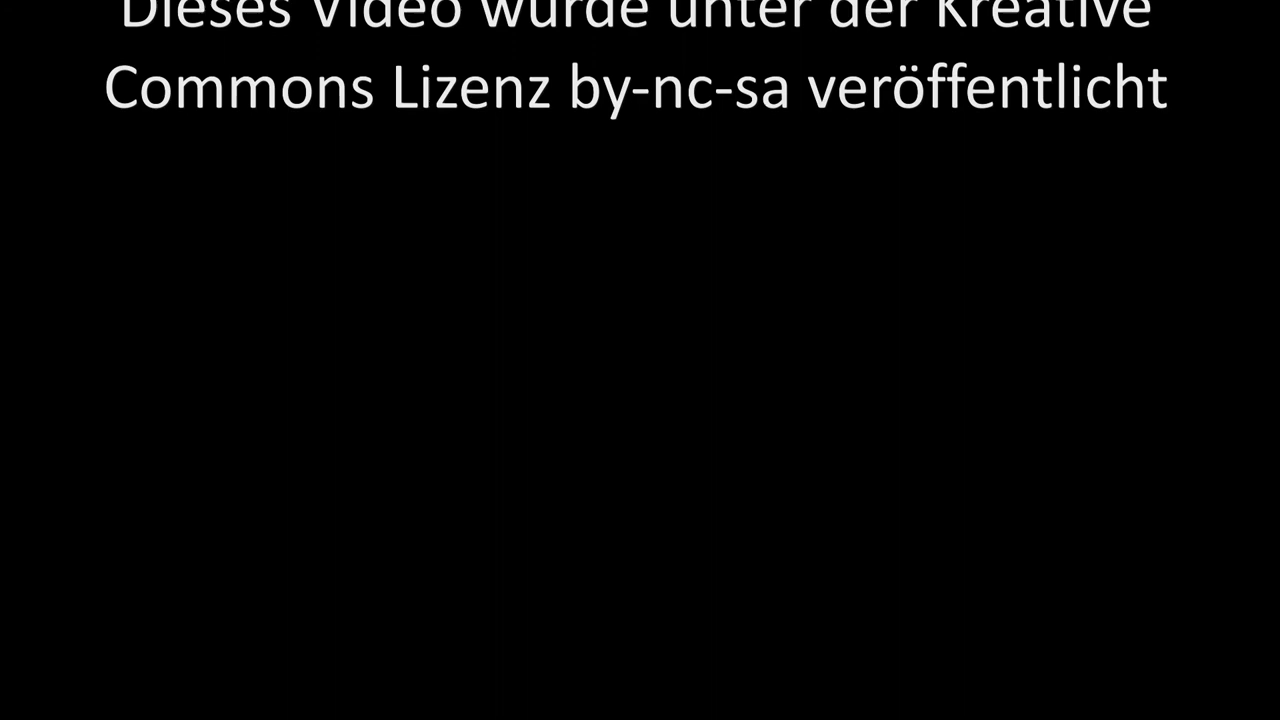 Dieses Video wurde unter der Kreative
Commons Lizenz by-nc-sa veröffentlicht